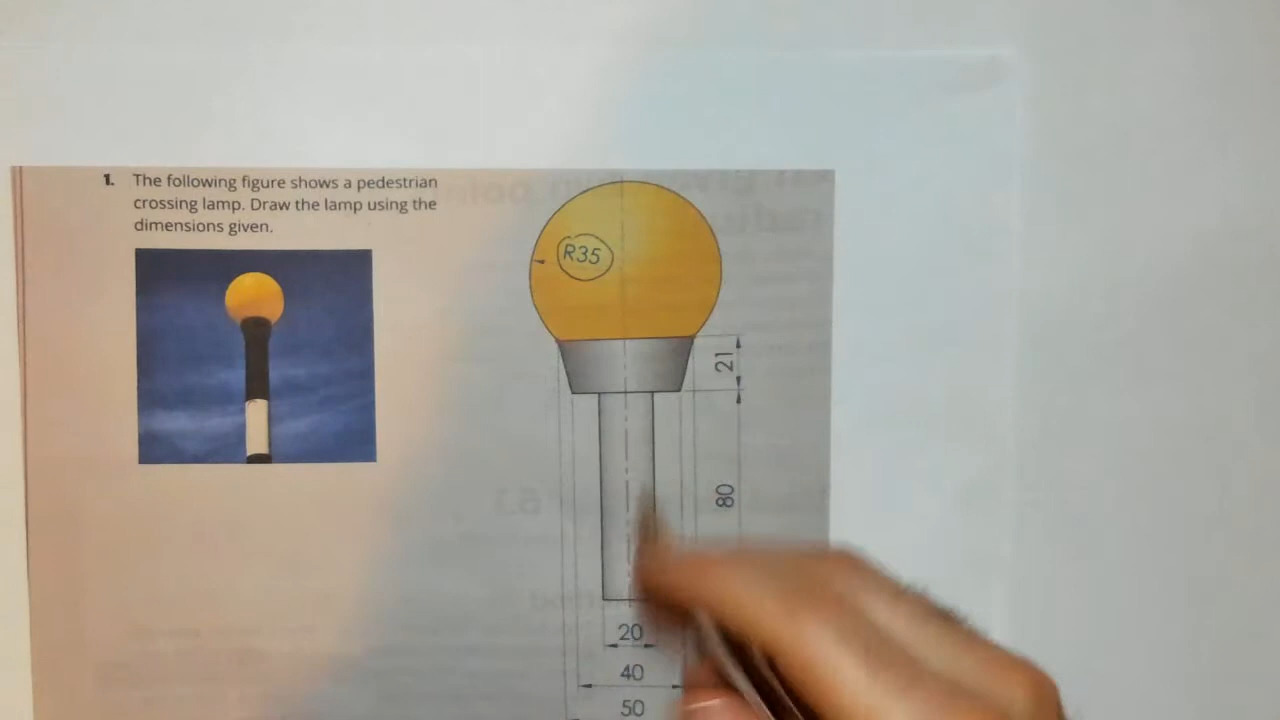 1. The following figure shows a pedestrian
crossing lamp. Draw the lamp using the
dimensions given.
R35
21
80
20
40
50